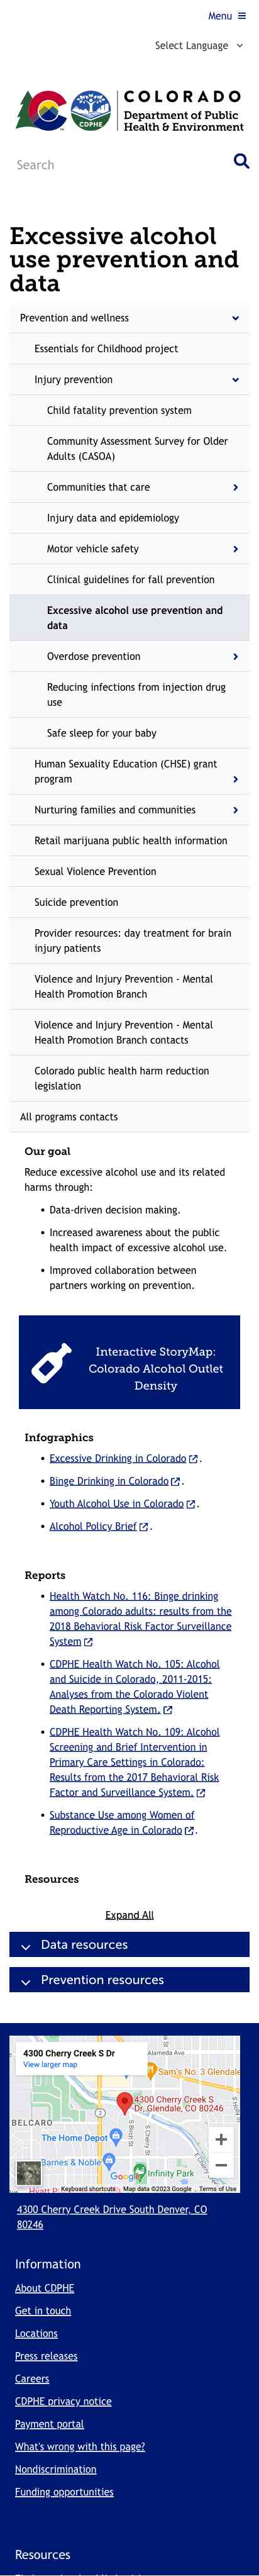 Menu
Select Language
COLORADO
Department of Public
Health & Environment
CDPHE
Search
Excessive alcohol
use prevention and
data
Prevention and wellness
Essentials for Childhood project
Injury prevention
Child fatality prevention system
Community Assessment Survey for Older
Adults (CASOA)
Communities that care
Injury data and epidemiology
Motor vehicle safety
Clinical guidelines for fall prevention
Excessive alcohol use prevention and
data
Overdose prevention
Reducing infections from injection drug
use
Safe sleep for your baby
Human Sexuality Education (CHSE) grant
program
Nurturing families and communities
Retail marijuana public health information
Sexual Violence Prevention
Suicide prevention
Provider resources: day treatment for brain
injury patients
Violence and Injury Prevention - Mental
Health Promotion Branch
Violence and Injury Prevention - Mental
Health Promotion Branch contacts
Colorado public health harm reduction
legislation
All programs contacts
Our goal
Reduce excessive alcohol use and its related
harms through:
• Data-driven decision making.
• Increased awareness about the public
health impact of excessive alcohol use.
• Improved collaboration between
partners working on prevention.
Interactive StoryMap:
Colorado Alcohol Outlet
Density
Infographics
• Excessive Drinking in Colorado.
• Binge Drinking in Colorado.
• Youth Alcohol Use in Colorado.
• Alcohol Policy Brief.
Reports
• Health Watch No. 116: Binge drinking
among Colorado adults: results from the
2018 Behavioral Risk Factor Surveillance
System
• CDPHE Health Watch No. 105: Alcohol
and Suicide in Colorado, 2011-2015:
Analyses from the Colorado Violent
Death Reporting System.
• CDPHE Health Watch No. 109: Alcohol
Screening and Brief Intervention in
Primary Care Settings in Colorado:
Results from the 2017 Behavioral Risk
Factor and Surveillance System.
• Substance Use among Women of
Reproductive Age in Colorado.
Resources
Expand All
Data resources
Prevention resources
4300 Cherry Creek S Dr
View larger map
Alameda Ave
Sam's No. 3 Glendale
4300 Cherry Creek S
Dr, Glendale, CO 80246
2
BELCARO
The Home Depot
S Birch St
S Cherry St
Barnes & Noble
Google
Infinity Park
Keyboard shortcuts
Map data ©2023 Google
Terms of Use
4300 Cherry Creek Drive South Denver, CO
80246
Information
About CDPHE
Get in touch
Locations
Press releases
Careers
CDPHE privacy notice
Payment portal
What's wrong with this page?
Nondiscrimination
Funding opportunities
Resources